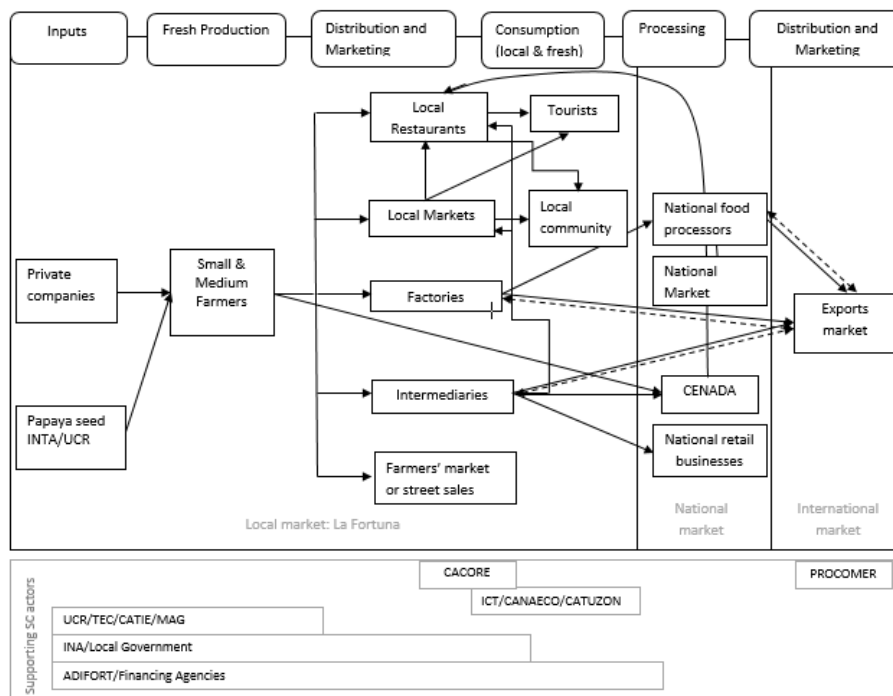 Inputs
Fresh Production
Distribution and
Marketing
Consumption
(local & fresh)
Processing
Distribution and
Marketing
Local
Restaurants
Tourists
Local Markets
Local
community
National food
processors
Small &
Medium
Farmers
Private
companies
National
Market
Factories
Exports
market
Intermediaries
CENADA
Papaya seed
INTA/UCR
National retail
businesses
Farmers' market
or street sales
Local market: La Fortuna
National
market
International
market
Supporting SC actors
CACORE
PROCOMER
ICT/CANAECO/CATUZON
UCR/TEC/CATIE/MAG
INA/Local Government
ADIFORT/Financing Agencies